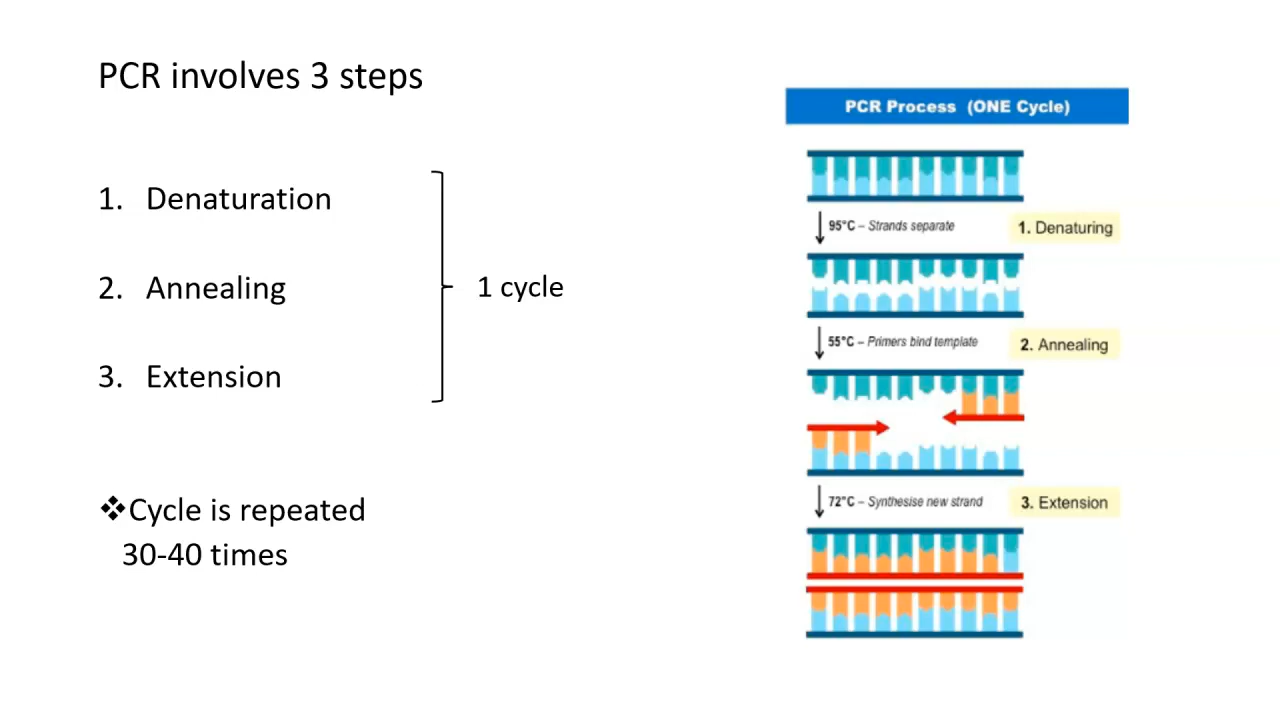 PCR involves 3 steps
1. Denaturation
2. Annealing
3. Extension
1 cycle
❖Cycle is repeated
30-40 times
PCR Process (ONE Cycle)
95°C – Strands separate
1. Denaturing
55°C – Primers bind template
2. Annealing
72°C – Synthesise new strand
3. Extension